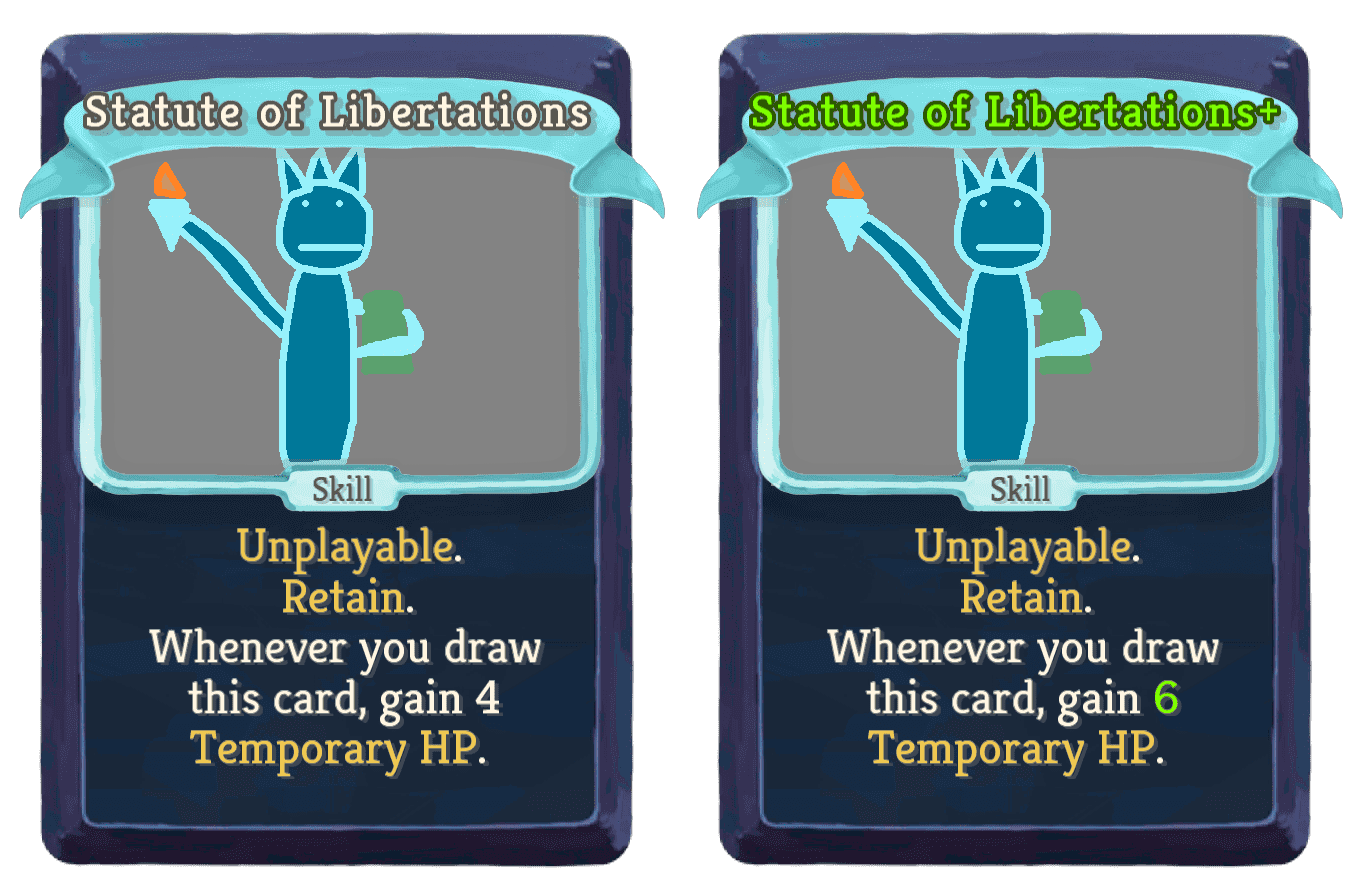 Statute of Libertations
Skill
Unplayable.
Retain.
Whenever you draw
this card, gain 4
Temporary HP.
Statute of Libertations+
Skill
Unplayable.
Retain.
Whenever you draw
this card, gain 6
Temporary HP.